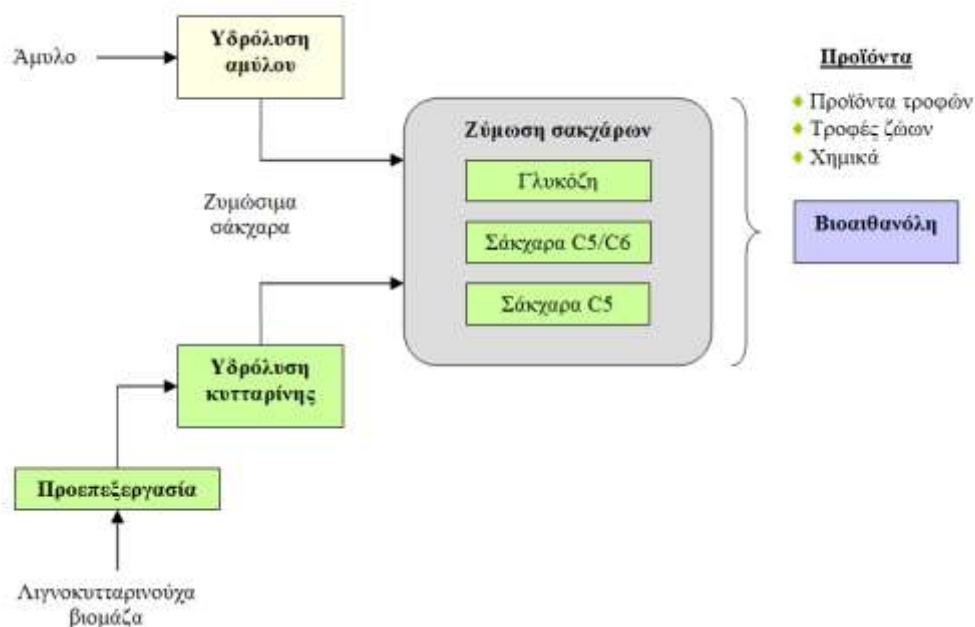 Άμυλο
Υδρόλυση
αμύλου
Ζυμώσιμα
σάκχαρα
Υδρόλυση
κυτταρίνης
Προεπεξεργασία
Λιγνοκυτταρινούχα
βιομάζα
Ζύμωση σακχάρων
Γλυκόζη
Σάκχαρα C5/C6
Σάκχαρα C5
Προϊόντα
Προϊόντα τροφών
Τροφές ζώων
Χημικά
Βιοαιθανόλη